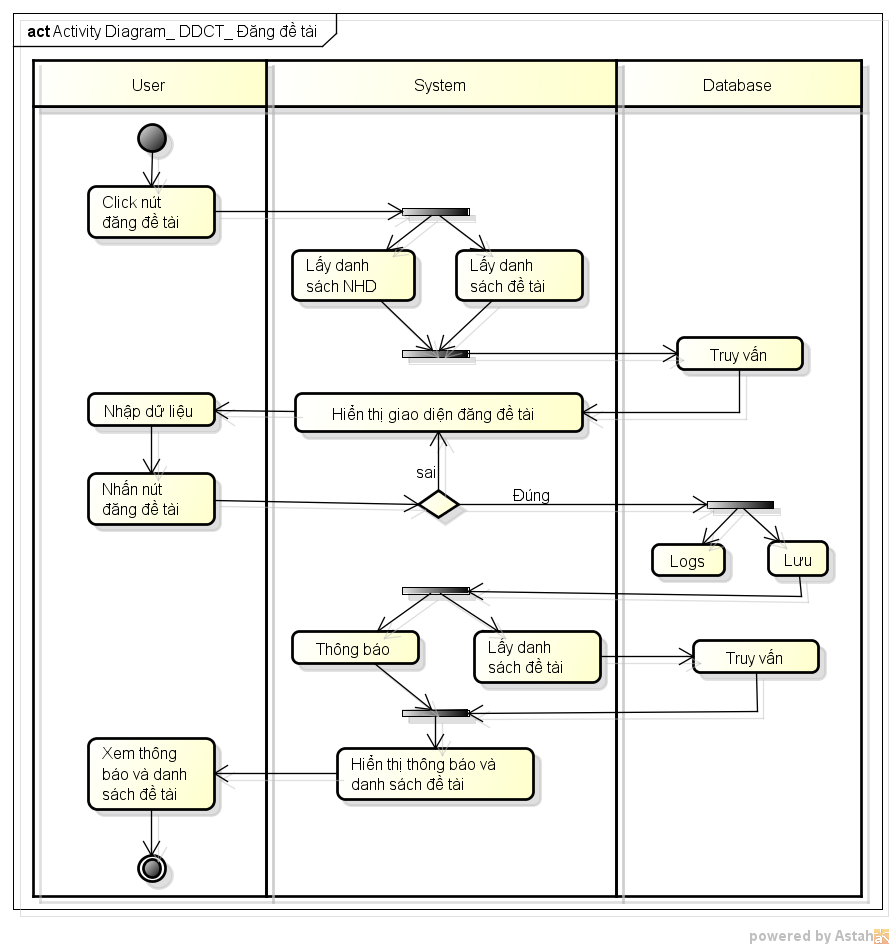 act Activity Diagram_ DDCT_ Đăng đề tài
User
System
Database
Click nút
đăng đề tài
Lấy danh
sách NHD
Lấy danh
sách đề tài
Truy vấn
Nhập dữ liệu
Hiển thị giao diện đăng đề tài
sai
Nhấn nút
đăng đề tài
Đúng
Logs
Lưu
Thông báo
Lấy danh
sách đề tài
Truy vấn
Xem thông
báo và danh
sách đề tài
Hiển thị thông báo và
danh sách đề tài
powered by Astah